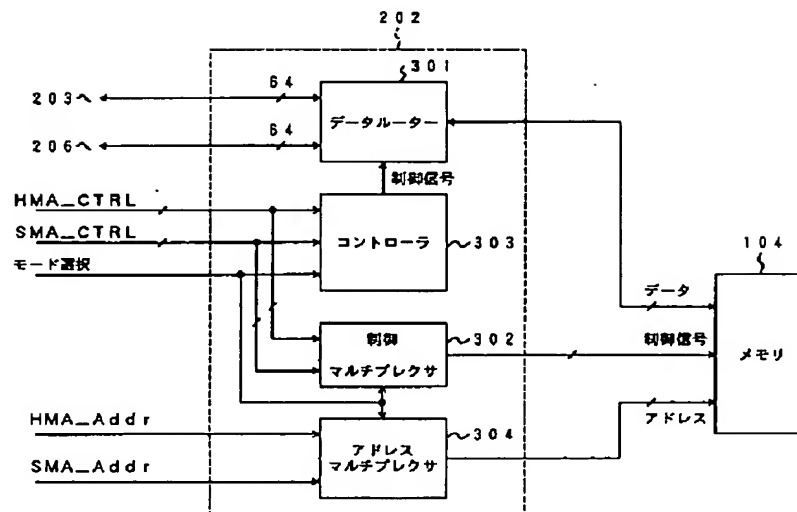 202
64
301
203へ
データルーター
64
206へ
制御信号
HMA_CTRL
SMA_CTRL
コントローラ
303
モード選択
104
データ
制御
マルチプレクサ
302
制御信号
メモリ
アドレス
HMA_Addr
アドレス
マルチプレクサ
304
SMA_Addr